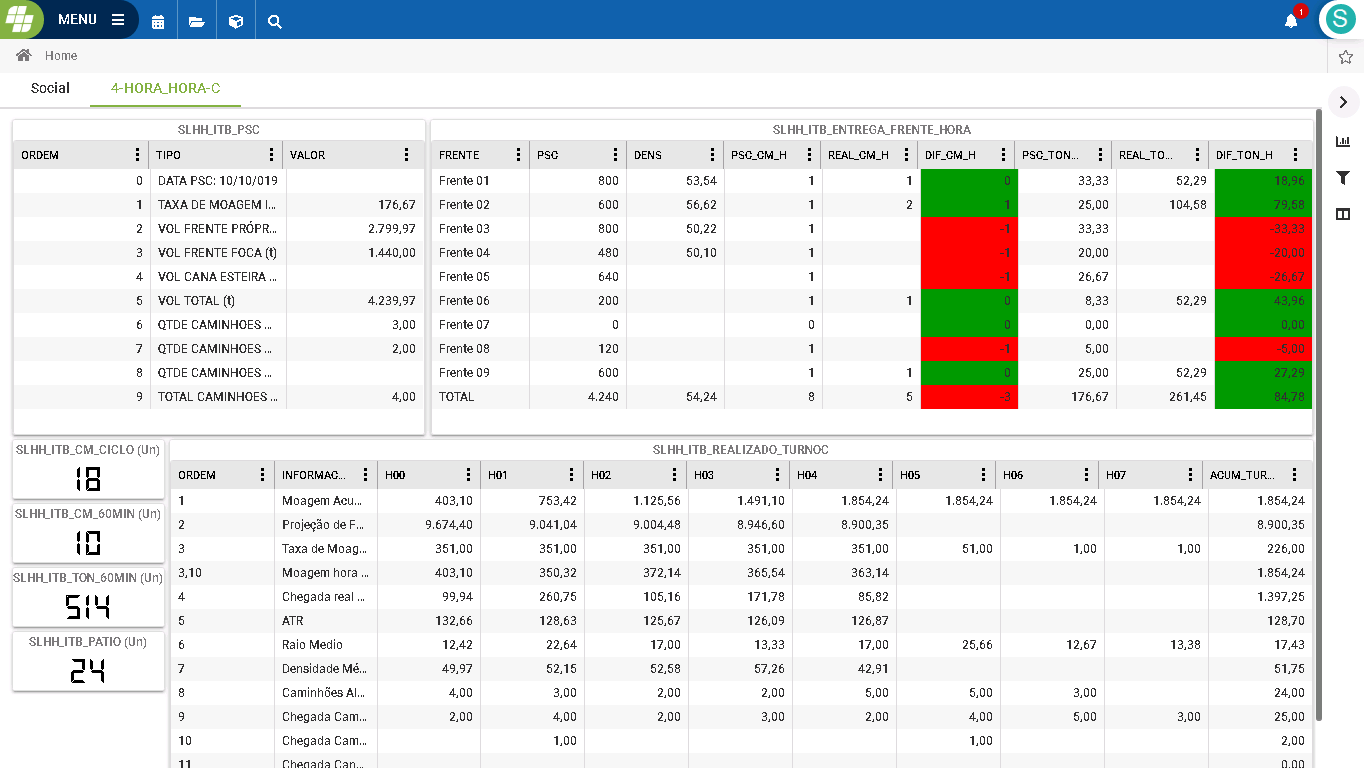 MENU
1
S
Home
Social 4-HORA_HORA-C
SLHH_ITB_PSC
ORDEM TIPO VALOR
0 DATA PSC: 10/10/019
1 TAXA DE MOAGEM I... 176,67
2 VOL FRENTE PRÓPR... 2.799,97
3 VOL FRENTE FOCA (t) 1.440,00
4 VOL CANA ESTEIRA ...
5 VOL TOTAL (t) 4.239,97
6 QTDE CAMINHOES ... 3,00
7 QTDE CAMINHOES ... 2,00
8 QTDE CAMINHOES ...
9 TOTAL CAMINHOES ... 4,00
SLHH_ITB_ENTREGA_FRENTE_HORA
FRENTE PSC DENS PSC_CM_H REAL_CM_H DIF_CM_H PSC_TON... REAL_TO... DIF_TON_H
Frente 01 800 53,54 1 1 0 33,33 52,29 18,96
Frente 02 600 56,62 1 2 1 25,00 104,58 79,58
Frente 03 800 50,22 1 -1 33,33 -33,33
Frente 04 480 50,10 1 -1 20,00 -20,00
Frente 05 640 1 -1 26,67 -26,67
Frente 06 200 1 1 0 8,33 52,29 43,96
Frente 07 0 0 0 0,00 0,00
Frente 08 120 1 -1 5,00 -5,00
Frente 09 600 1 1 0 25,00 52,29 27,29
TOTAL 4.240 54,24 8 5 -3 176,67 261,45 84,78
SLHH_ITB_CM_CICLO (Un)
18
SLHH_ITB_CM_60MIN (Un)
10
SLHH_ITB_TON_60MIN (Un)
514
SLHH_ITB_PATIO (Un)
24
SLHH_ITB_REALIZADO_TURNOC
ORDEM INFORMAC... H00 H01 H02 H03 H04 H05 H06 H07 ACUM_TUR...
1 Moagem Acu... 403,10 753,42 1.125,56 1.491,10 1.854,24 1.854,24 1.854,24 1.854,24 1.854,24
2 Projeção de F... 9.674,40 9.041,04 9.004,48 8.946,60 8.900,35 8.900,35
3 Taxa de Moag... 351,00 351,00 351,00 351,00 351,00 51,00 1,00 1,00 226,00
3,10 Moagem hora ... 403,10 350,32 372,14 365,54 363,14 1.854,24
4 Chegada real ... 99,94 260,75 105,16 171,78 85,82 1.397,25
5 ATR 132,66 128,63 125,67 126,09 126,87 128,70
6 Raio Medio 12,42 22,64 17,00 13,33 17,00 25,66 12,67 13,38 17,43
7 Densidade Mé... 49,97 52,15 52,58 57,26 42,91 51,75
8 Caminhões Al... 4,00 3,00 2,00 2,00 5,00 5,00 3,00 24,00
9 Chegada Cam... 2,00 4,00 2,00 3,00 2,00 4,00 5,00 3,00 25,00
10 Chegada Cam... 1,00 1,00 2,00
11 Chegada Can... 0,00